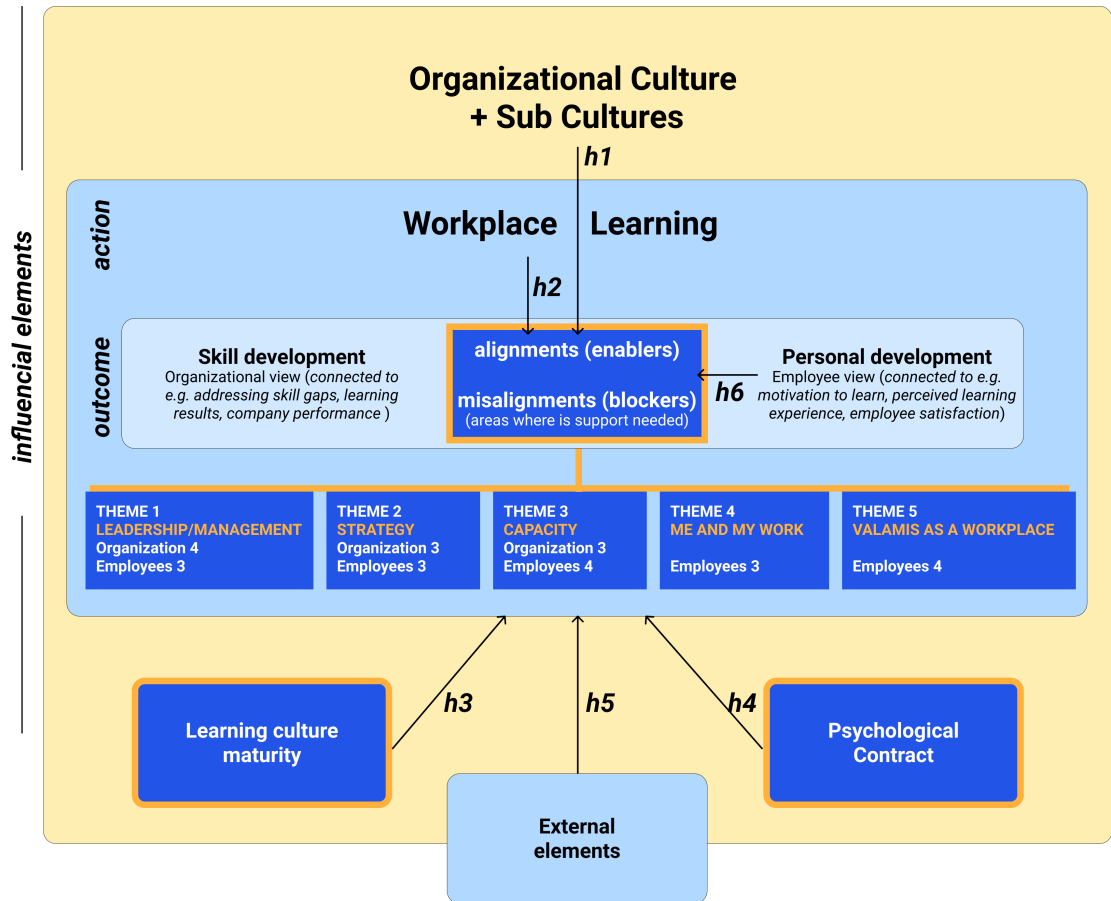 Organizational Culture
+ Sub Cultures
h1
influencial elements
action
Workplace Learning
h2
outcome
Skill development
Organizational view (connected to
e.g. addressing skill gaps, learning
results, company performance )
alignments (enablers)
misalignments (blockers)
(areas where is support needed)
h6
Personal development
Employee view (connected to e.g.
motivation to learn, perceived learning
experience, employee satisfaction)
THEME 1
LEADERSHIP/MANAGEMENT
Organization 4
Employees 3
THEME 2
STRATEGY
Organization 3
Employees 3
THEME 3
CAPACITY
Organization 3
Employees 4
THEME 4
ME AND MY WORK
Employees 3
THEME 5
VALAMIS AS A WORKPLACE
Employees 4
h3
h5
h4
Learning culture
maturity
Psychological
Contract
External
elements